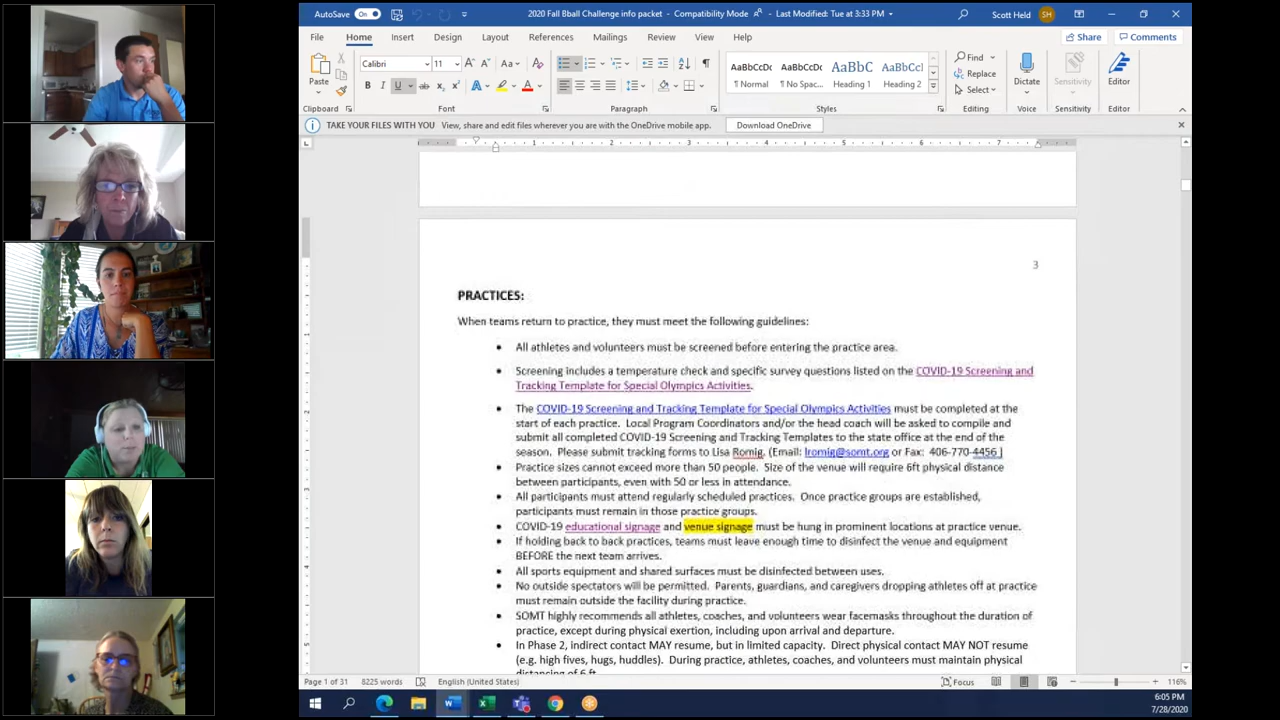 AutoSave On 2020 Fall Bball Challenge info packet - Compatibility Mode - Last Modified: Tue at 3:33 PM Scott Held SH
File Home Insert Design Layout References Mailings Review View Help Share Comments
Calibri 11 Aa AaBbCcDc AaBbCcDc AaBbC AaBbCcl Find
Paste B I U ab x₂ x² A A ¶ Normal ¶ No Spac... Heading 1 Heading 2 Replace Dictate Sensitivity Editor
Select
Clipboard Font Paragraph Styles Editing Voice Sensitivity Editor
TAKE YOUR FILES WITH YOU View, share and edit files wherever you are with the OneDrive mobile app. Download OneDrive
1 2 3 4 5 6 7
3
PRACTICES:
When teams return to practice, they must meet the following guidelines:
• All athletes and volunteers must be screened before entering the practice area.
• Screening includes a temperature check and specific survey questions listed on the COVID-19 Screening and
Tracking Template for Special Olympics Activities.
• The COVID-19 Screening and Tracking Template for Special Olympics Activities must be completed at the
start of each practice. Local Program Coordinators and/or the head coach will be asked to compile and
submit all completed COVID-19 Screening and Tracking Templates to the state office at the end of the
season. Please submit tracking forms to Lisa Romig. (Email: lromig@somt.org or Fax: 406-770-4456 )
• Practice sizes cannot exceed more than 50 people. Size of the venue will require 6ft physical distance
between participants, even with 50 or less in attendance.
• All participants must attend regularly scheduled practices. Once practice groups are established,
participants must remain in those practice groups.
• COVID-19 educational signage and venue signage must be hung in prominent locations at practice venue.
• If holding back to back practices, teams must leave enough time to disinfect the venue and equipment
BEFORE the next team arrives.
• All sports equipment and shared surfaces must be disinfected between uses.
• No outside spectators will be permitted. Parents, guardians, and caregivers dropping athletes off at practice
must remain outside the facility during practice.
• SOMT highly recommends all athletes, coaches, and volunteers wear facemasks throughout the duration of
practice, except during physical exertion, including upon arrival and departure.
• In Phase 2, indirect contact MAY resume, but in limited capacity. Direct physical contact MAY NOT resume
(e.g. high fives, hugs, huddles). During practice, athletes, coaches, and volunteers must maintain physical
distancing of 6 ft.
Page 1 of 31 8225 words English (United States) Focus 116%
6:05 PM
7/28/2020